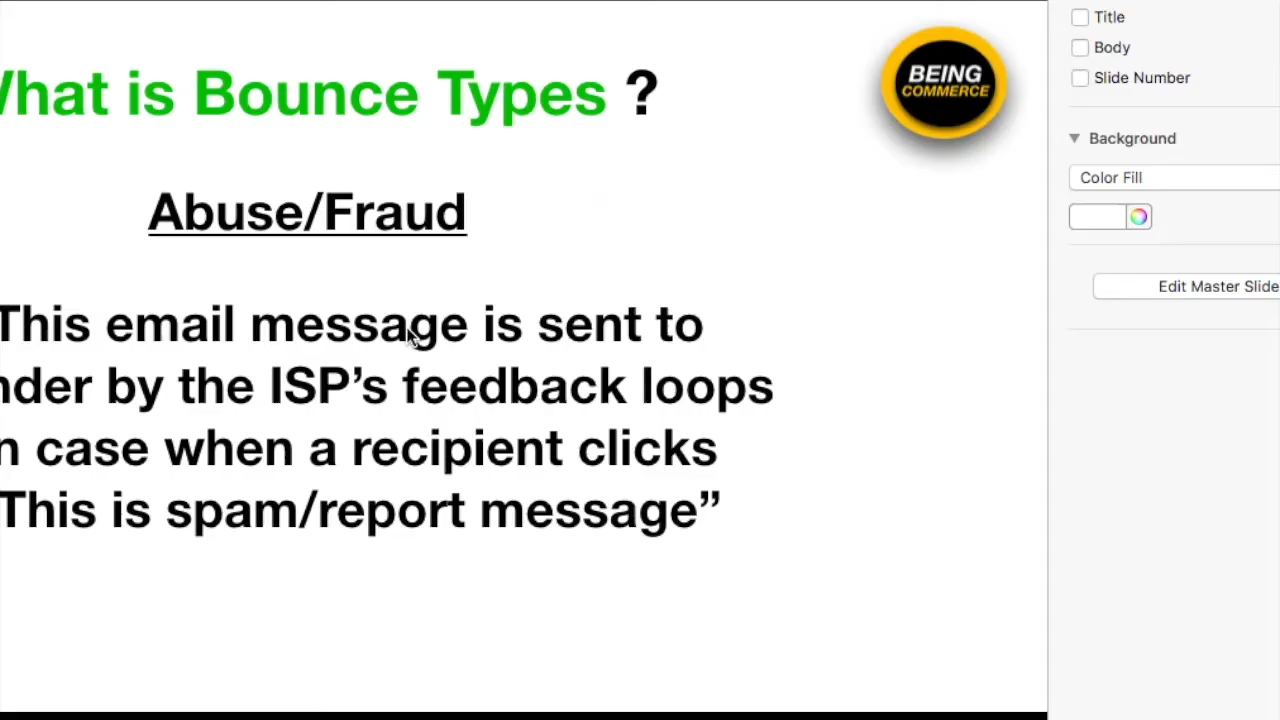 What is Bounce Types ?
BEING
COMMERCE
Abuse/Fraud
This email message is sent to
nder by the ISP’s feedback loops
n case when a recipient clicks
This is spam/report message”
Title
Body
Slide Number
Background
Color Fill
Edit Master Slide